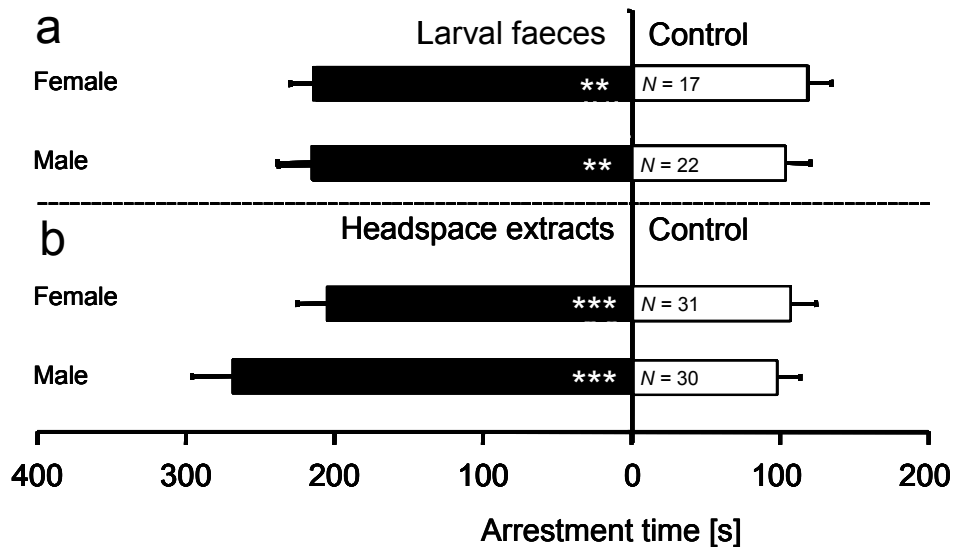 a Larval faeces Control
Female ** N = 17
Male ** N = 22
b Headspace extracts Control
Female *** N = 31
Male *** N = 30
400 300 200 100 0 100 200
Arrestment time [s]